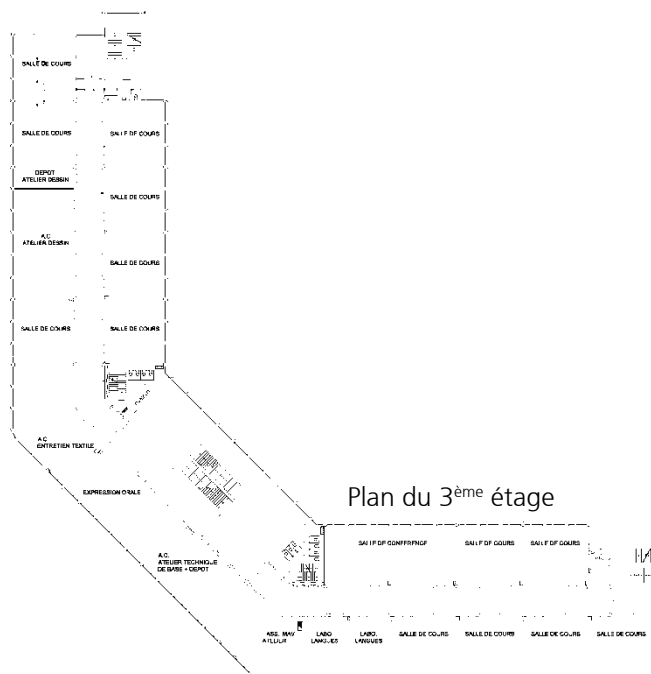 SALLE DE COURS
SALLE DE COURS
SALLE DE COURS
DEPOT
ATELIER DESSIN
SALLE DE COURS
A.C
ATELIER DESSIN
SALLE DE COURS
SALLE DE COURS
SALLE DE COURS
A.C
ENTRETIEN TEXTILE
EXPRESSION ORALE
Plan du 3ème étage
A.C.
ATELIER TECHNIQUE
DE BASE + DEPOT
SALLE DE CONFERENCE
SALLE DE COURS
SALLE DE COURS
ASS. MAV
ATELIER
LABO
LANGUES
LABO.
LANGUES
SALLE DE COURS
SALLE DE COURS
SALLE DE COURS
SALLE DE COURS